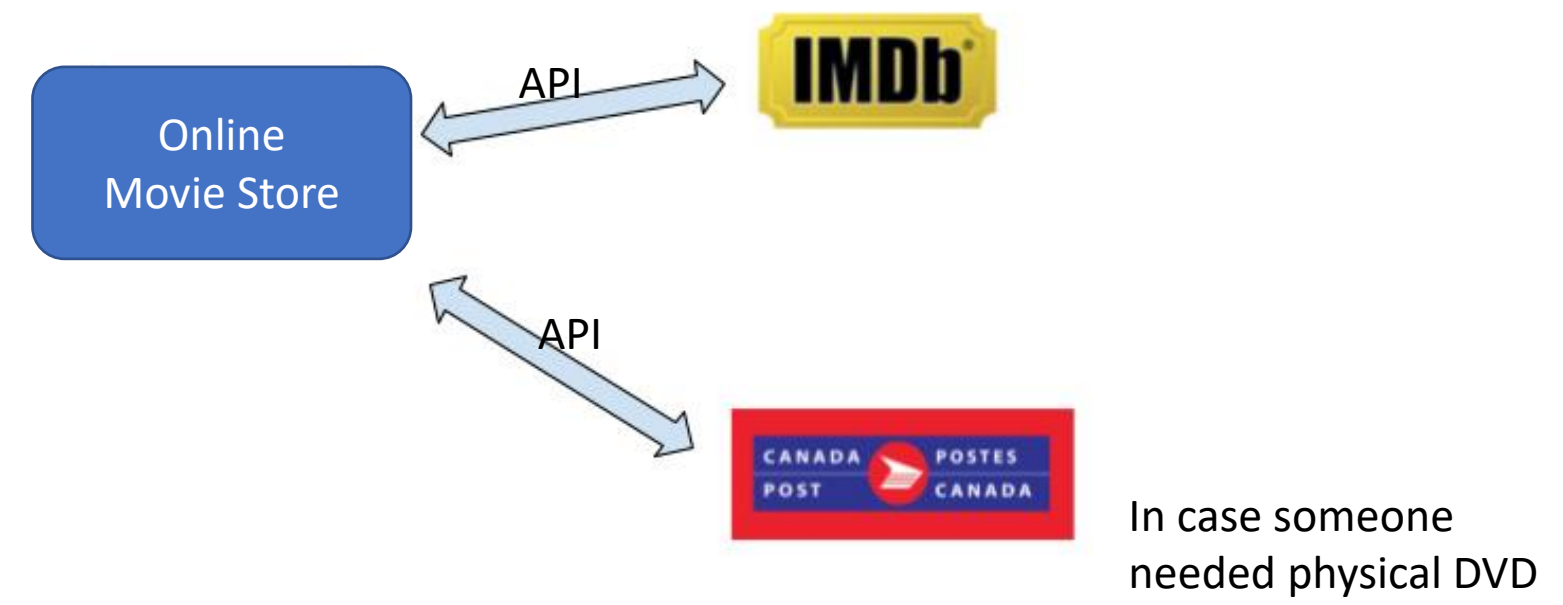 Online
Movie Store
API
IMDb®
API
CANADA POSTES
POST CANADA
In case someone
needed physical DVD